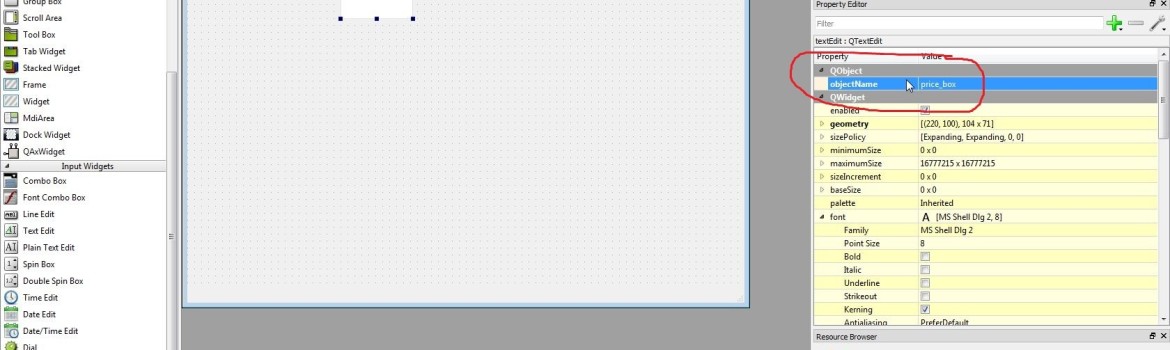 Group Box
Scroll Area
Tool Box
Tab Widget
Stacked Widget
Frame
Widget
MdiArea
Dock Widget
QAxWidget
Input Widgets
Combo Box
Font Combo Box
Line Edit
Text Edit
Plain Text Edit
Spin Box
Double Spin Box
Time Edit
Date Edit
Date/Time Edit
Dial
Property Editor
Filter
textEdit : QTextEdit
Property Value
QObject
objectName price_box
QWidget
enabled
geometry [(220, 100), 104 x 71]
sizePolicy [Expanding, Expanding, 0, 0]
minimumSize 0 x 0
maximumSize 16777215 x 16777215
sizeIncrement 0 x 0
baseSize 0 x 0
palette Inherited
font A [MS Shell Dlg 2, 8]
Family MS Shell Dlg 2
Point Size 8
Bold
Italic
Underline
Strikeout
Kerning
Antialiasing PreferDefault
Resource Browser